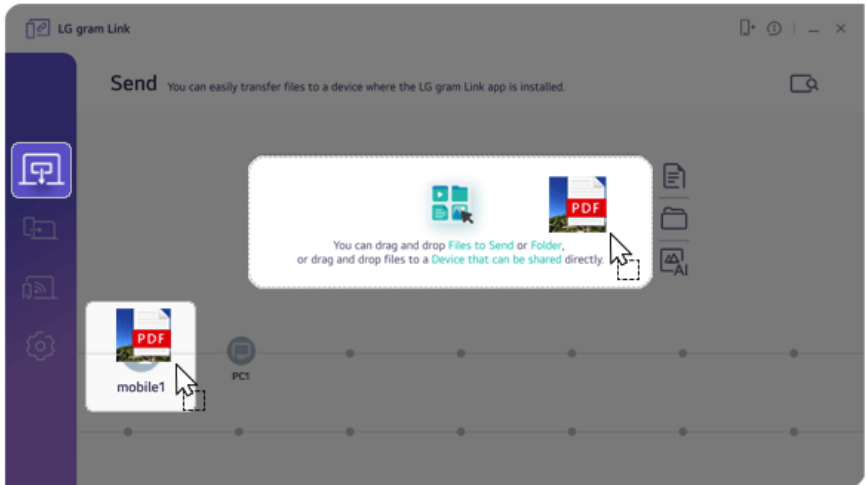 LG gram Link
Send You can easily transfer files to a device where the LG gram Link app is installed.
PDF
You can drag and drop Files to Send or Folder,
or drag and drop files to a Device that can be shared directly.
AI
PDF
mobile1
PC1